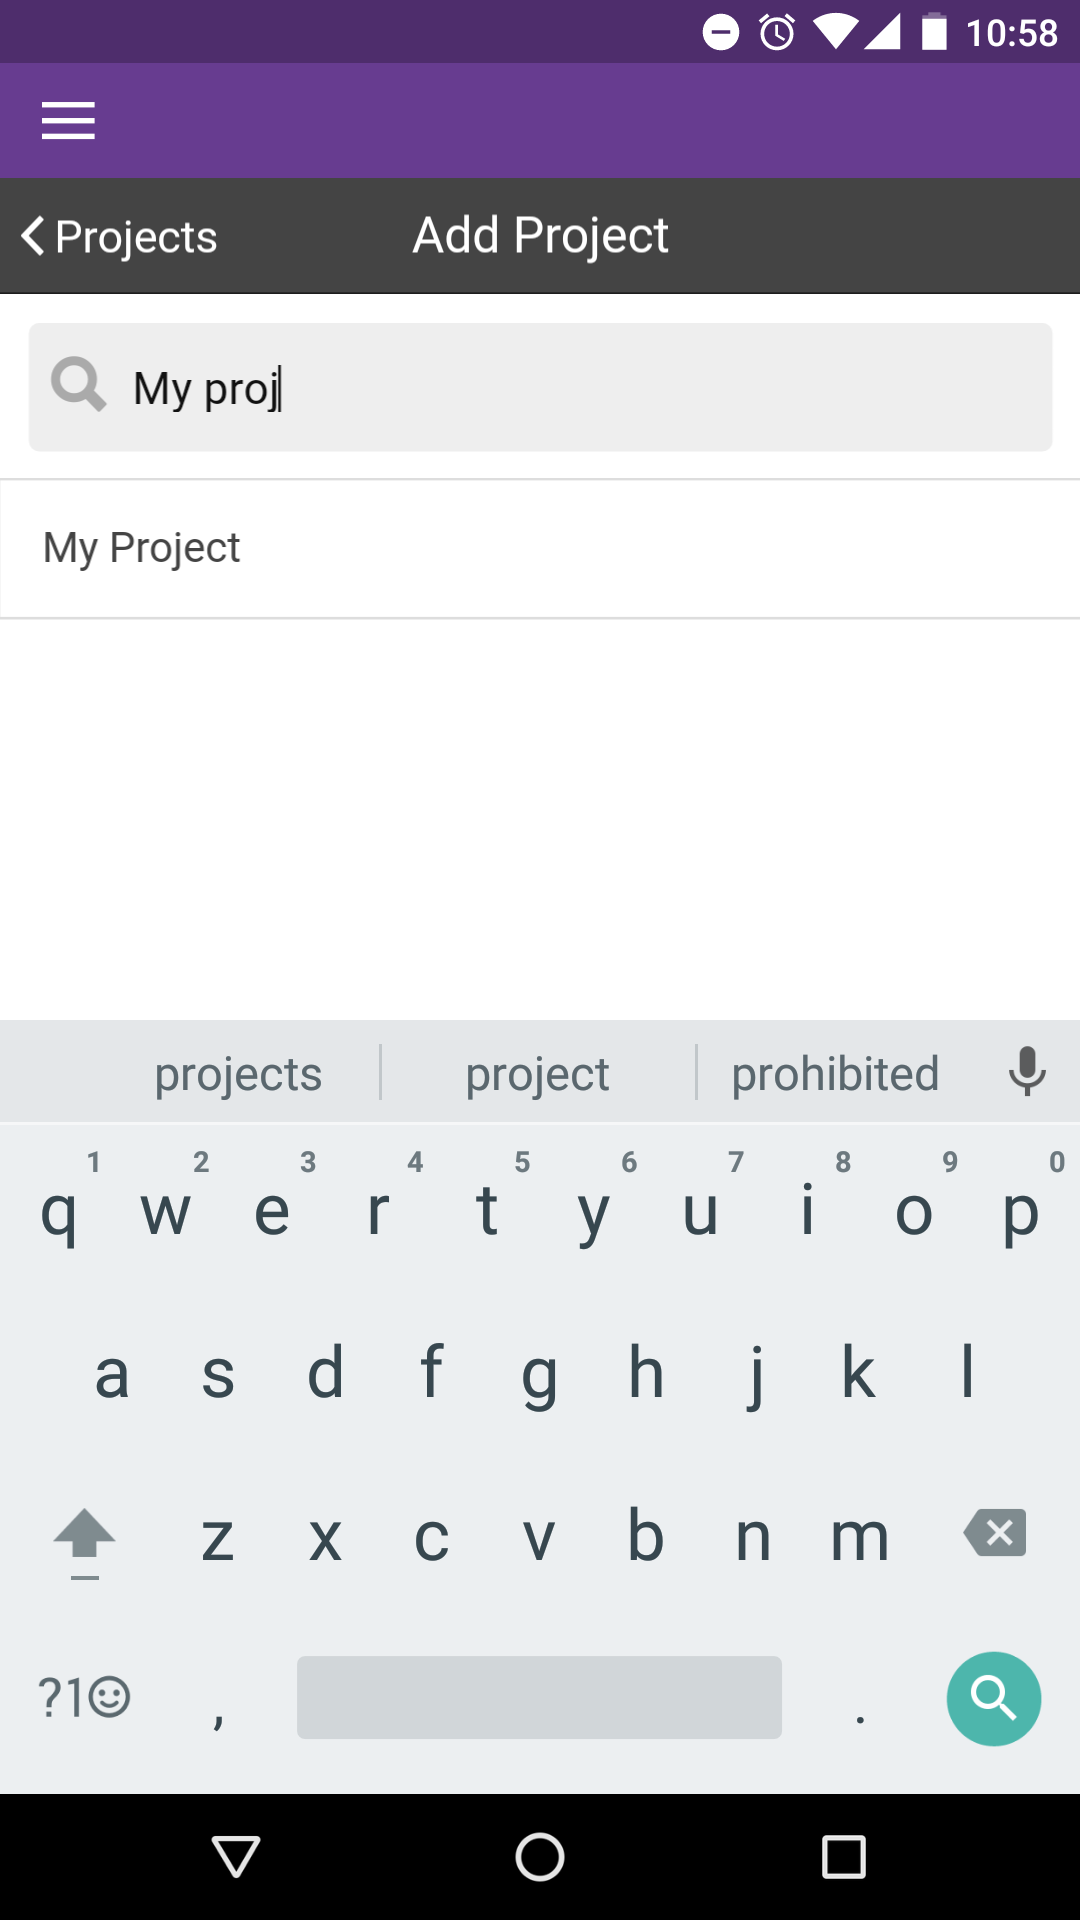 10:58
Projects
Add Project
My proj
My Project
projects project prohibited
1 2 3 4 5 6 7 8 9 0
q w e r t y u i o p
a s d f g h j k l
z x c v b n m
?1 , .